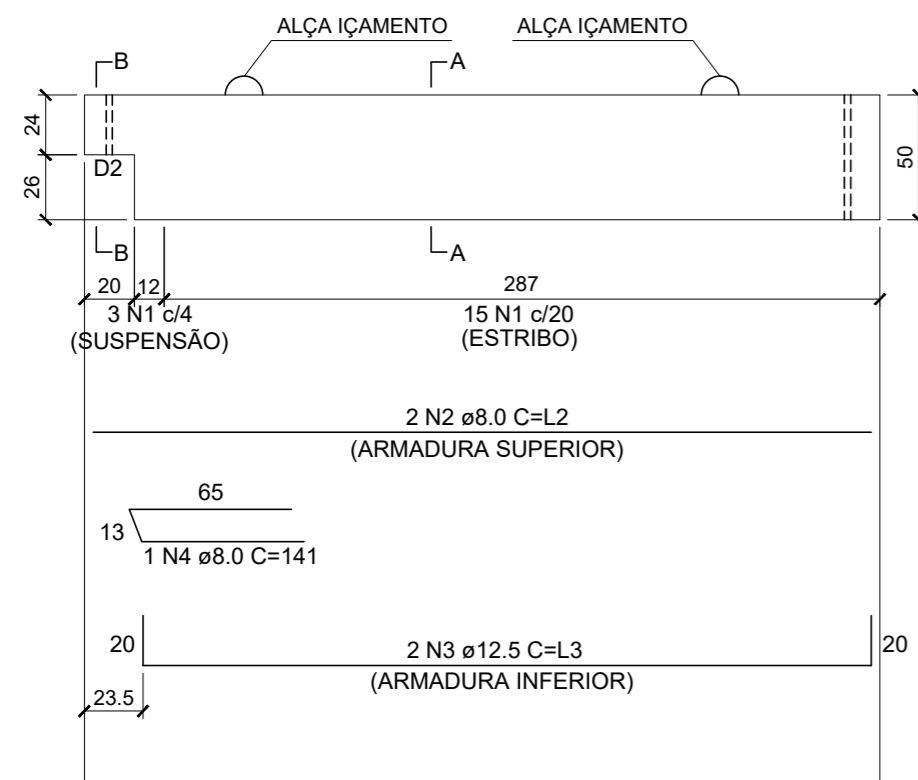 ALÇA IÇAMENTO
ALÇA IÇAMENTO
B
A
24
D2
26
50
B
A
20
12
287
3 N1 c/4
(SUSPENSÃO)
15 N1 c/20
(ESTRIBO)
2 N2 ø8.0 C=L2
(ARMADURA SUPERIOR)
65
13
1 N4 ø8.0 C=141
20
2 N3 ø12.5 C=L3
20
(ARMADURA INFERIOR)
23.5